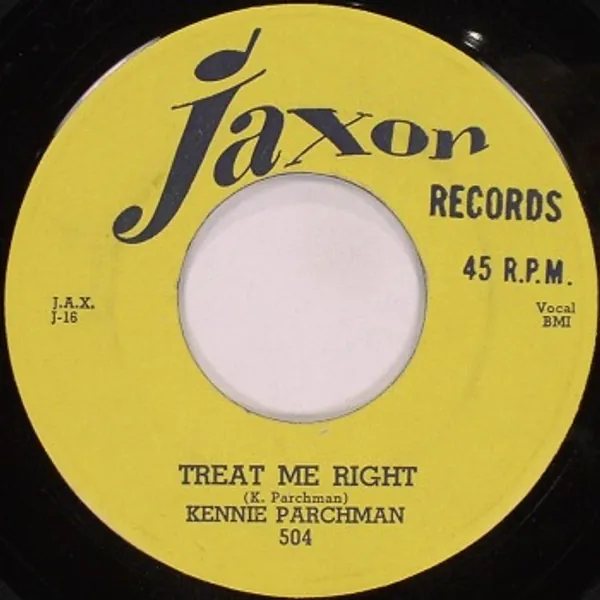 Jaxon
RECORDS
45 R.P.M.
J.A.X.
J-16
Vocal
BMI
TREAT ME RIGHT
(K. Parchman)
KENNIE PARCHMAN
504